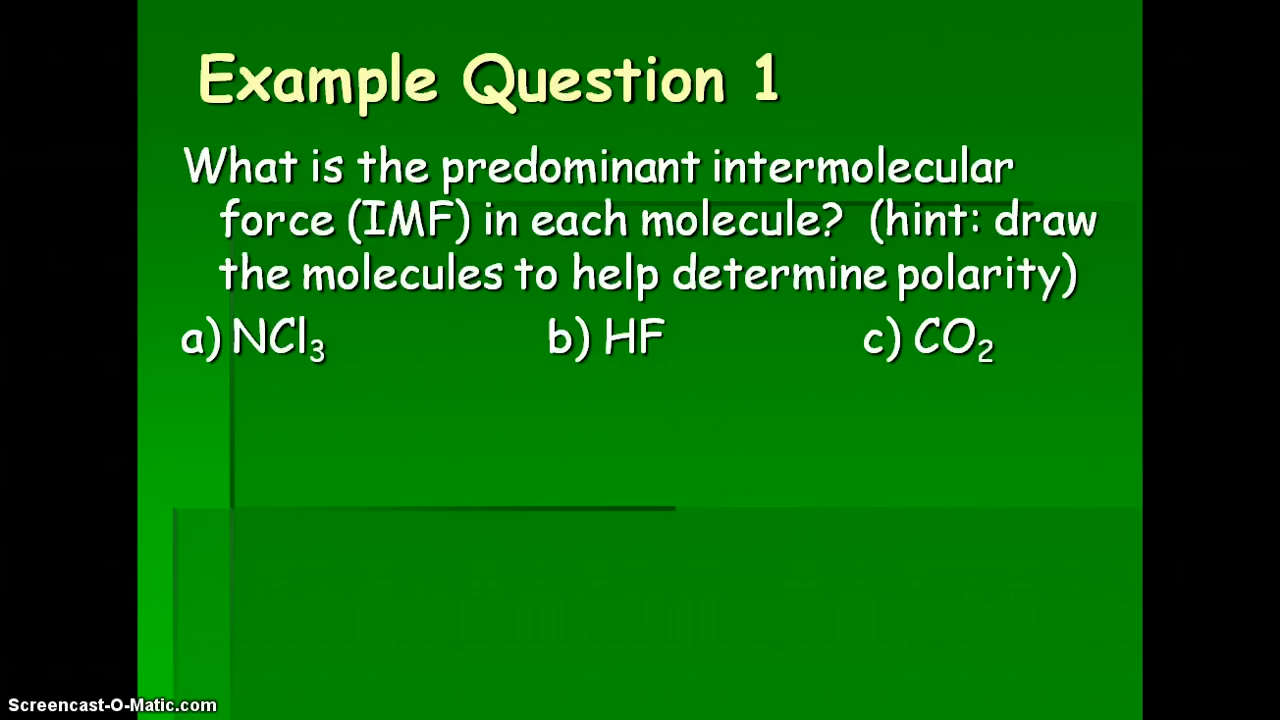 Example Question 1
What is the predominant intermolecular
force (IMF) in each molecule? (hint: draw
the molecules to help determine polarity)
a) NCl₃ b) HF c) CO₂
Screencast-O-Matic.com